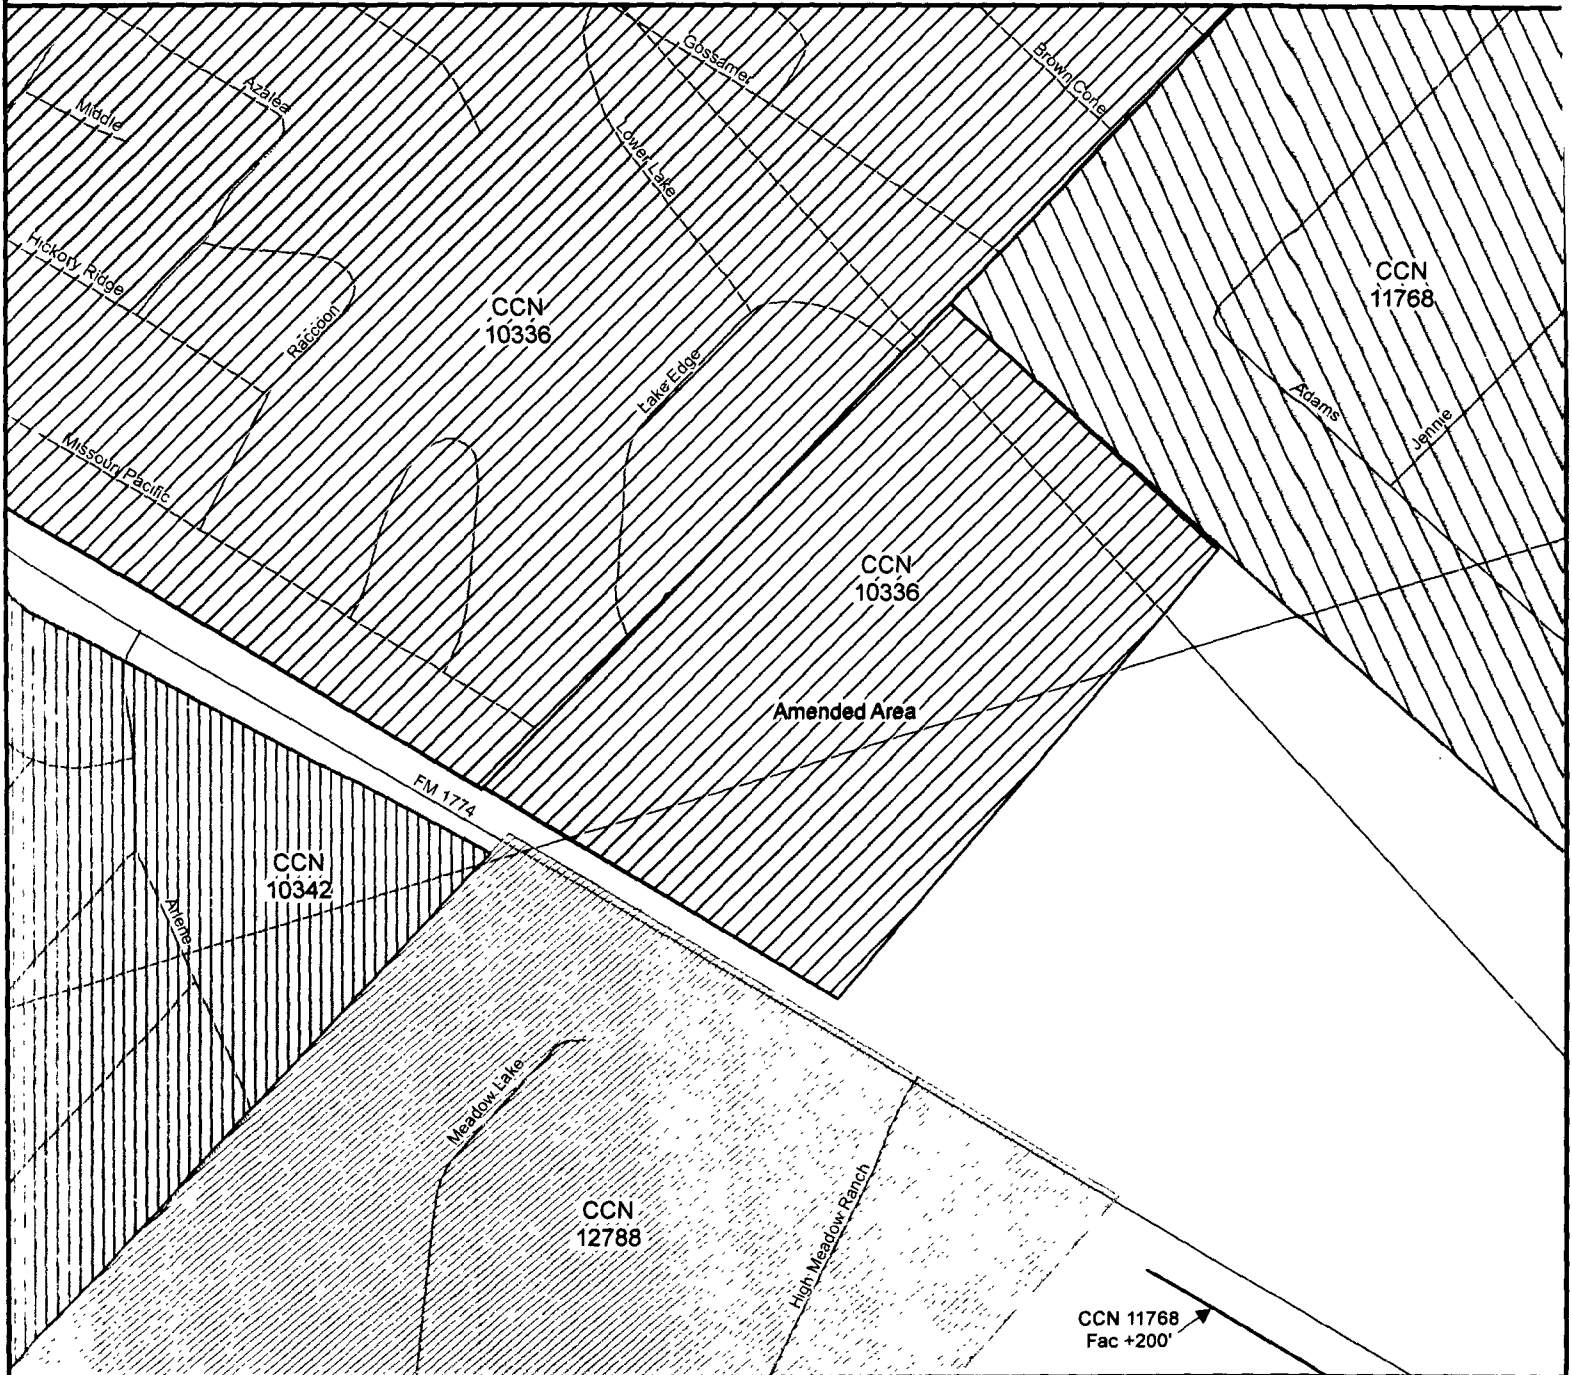 Gossamer
Brown Cone
Azalea
Middle
Lower Lake
Hickory Ridge
CCN
11768
CCN
10336
Raccoon
Lake Edge
Adams
Jennie
Missouri Pacific
CCN
10336
Amended Area
FM 1774
CCN
10342
Arlene
Meadow Lake
High Meadow Ranch
CCN
12788
CCN 11768
Fac +200'